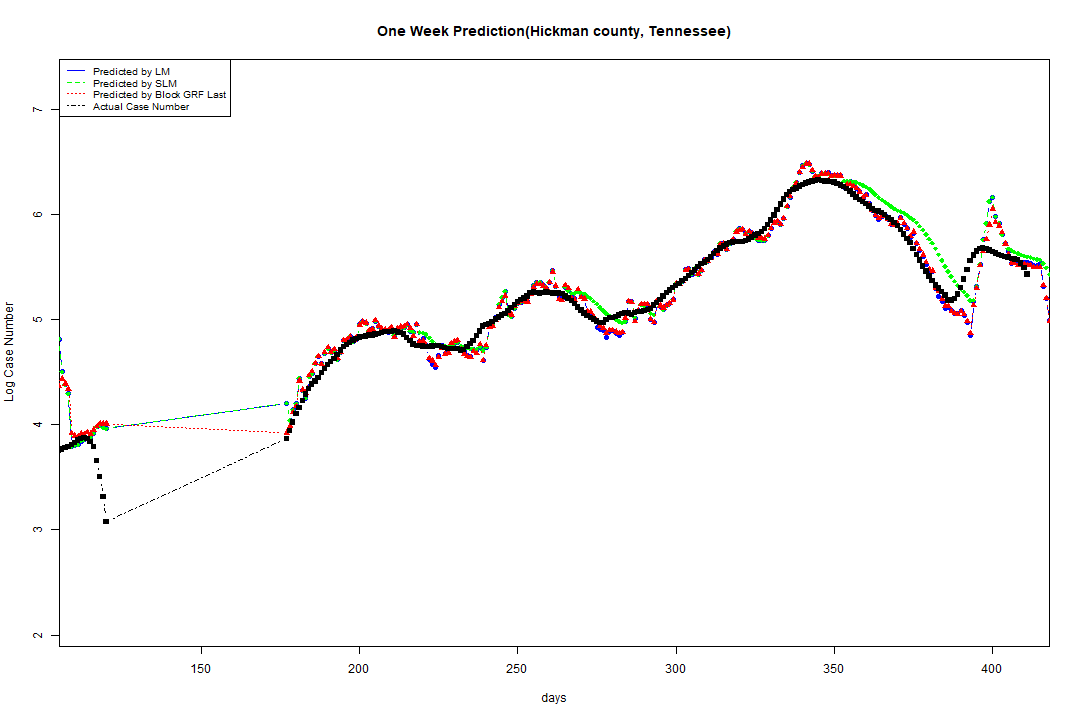 One Week Prediction(Hickman county, Tennessee)
Predicted by LM
Predicted by SLM
Predicted by Block GRF Last
Actual Case Number
7
6
5
4
3
2
Log Case Number
150 200 250 300 350 400
days